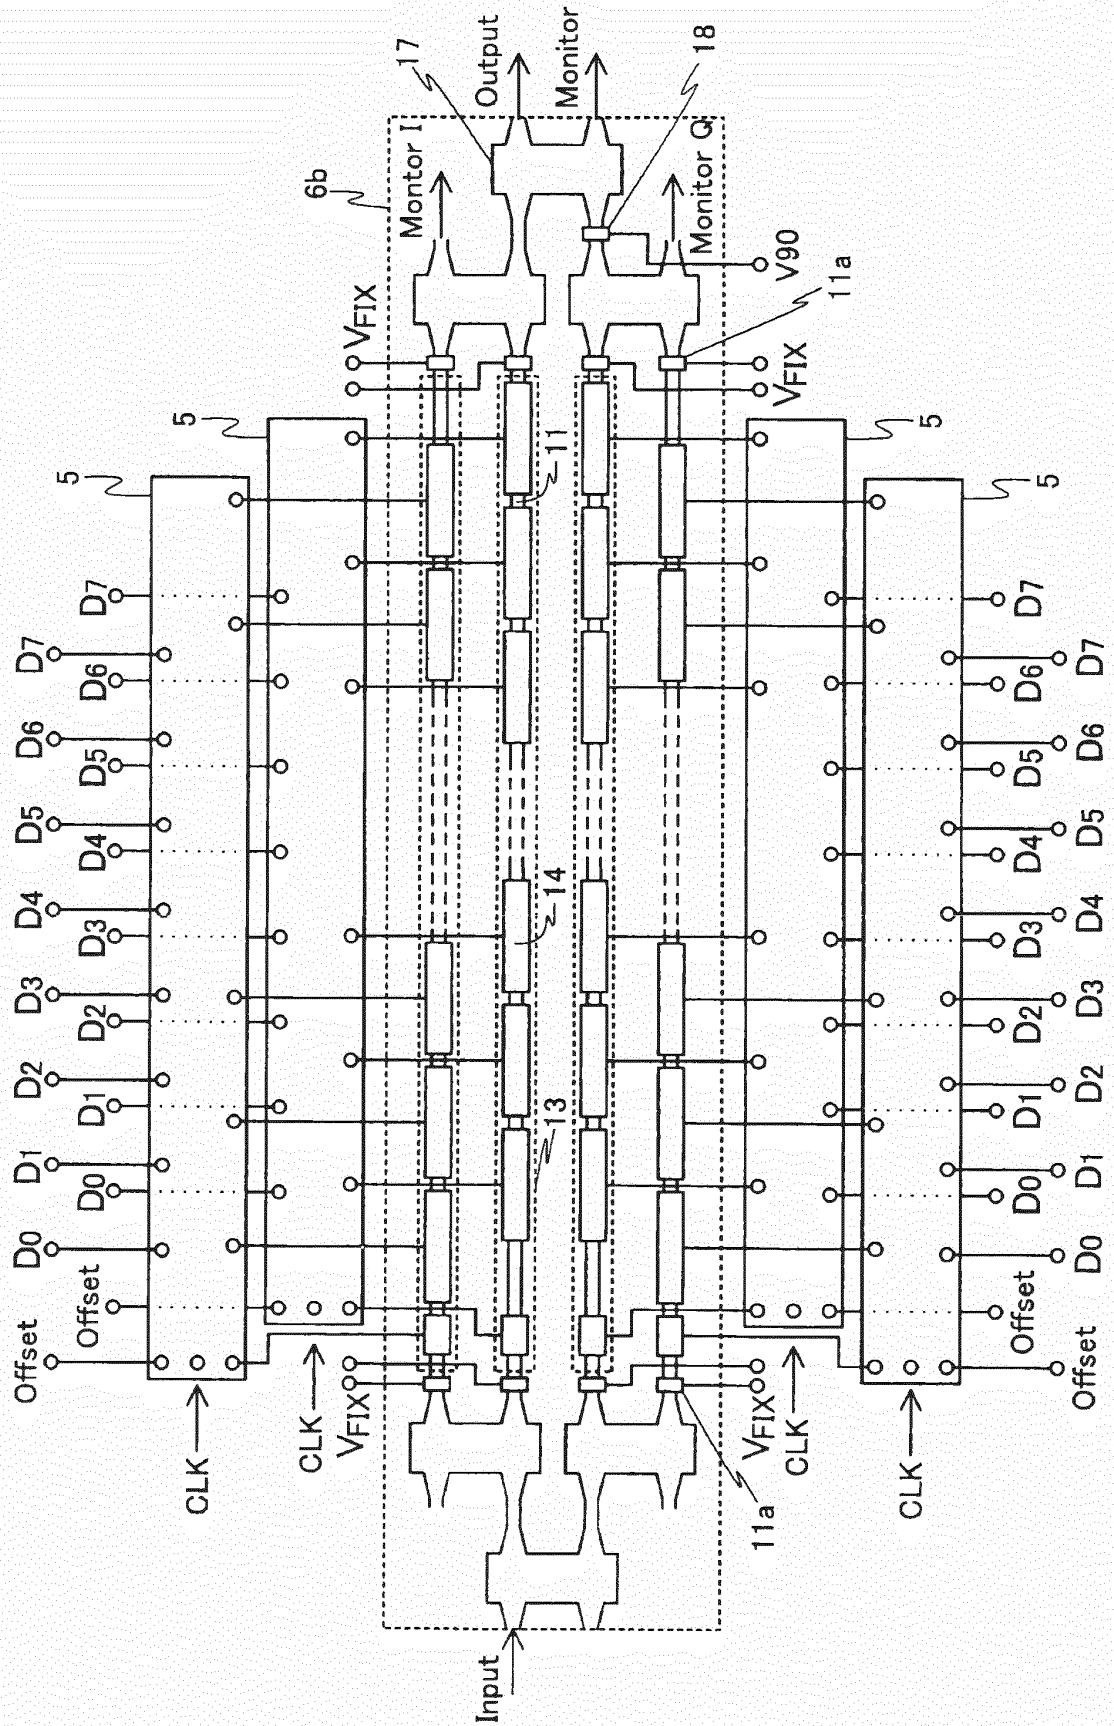 Offset
D0
D1
D2
D3
D4
D5
D6
D7
Offset
D0
D1
D2
D3
D4
D5
D6
D7
5
5
CLK
CLK
VFIX
VFIX
6b
Montor I
17
Output
Monitor
18
Monitor Q
V90
11a
VFIX
11
14
13
Input
11a
VFIX
CLK
CLK
5
5
Offset
D0
D1
D2
D3
D4
D5
D6
D7
Offset
D0
D1
D2
D3
D4
D5
D6
D7